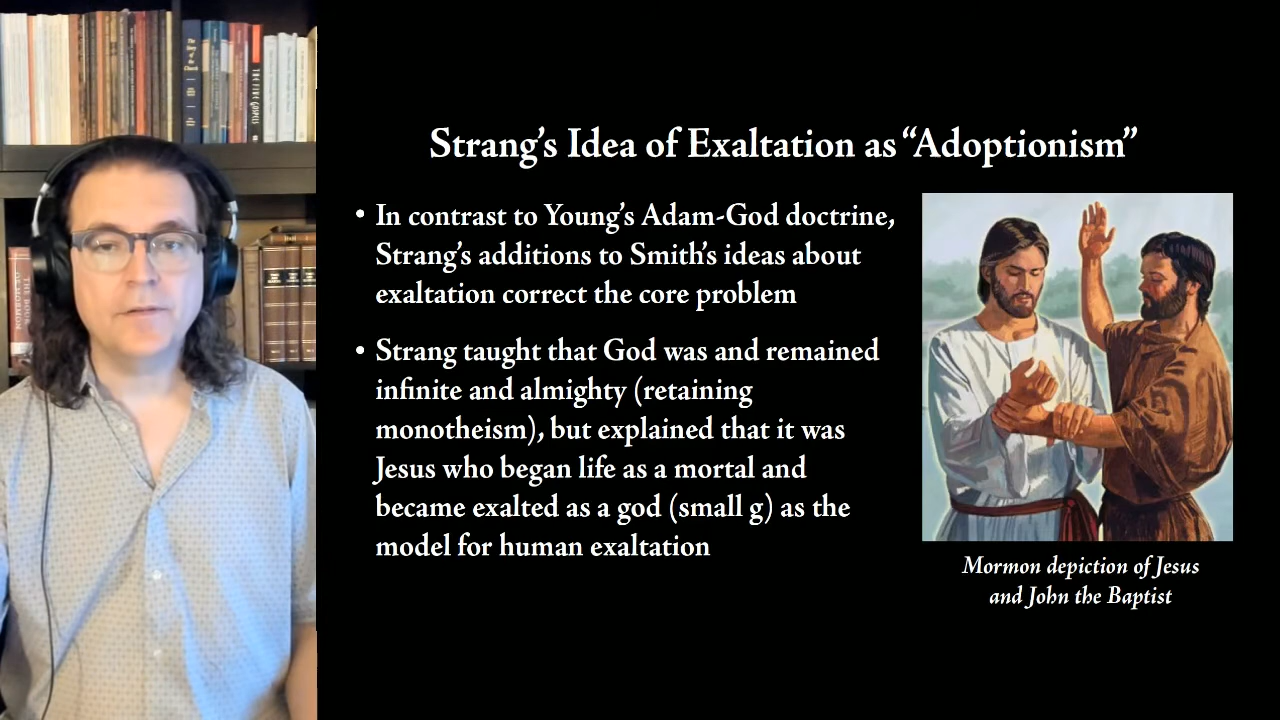 Strang’s Idea of Exaltation as “Adoptionism”
• In contrast to Young’s Adam-God doctrine,
Strang’s additions to Smith’s ideas about
exaltation correct the core problem
• Strang taught that God was and remained
infinite and almighty (retaining
monotheism), but explained that it was
Jesus who began life as a mortal and
became exalted as a god (small g) as the
model for human exaltation
Mormon depiction of Jesus
and John the Baptist